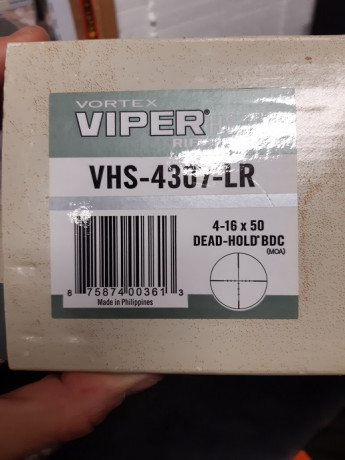 VORTEX
VIPER®
VHS-4307-LR
4-16 x 50
DEAD-HOLD® BDC
(MOA)
8 75874 00361 3
Made in Philippines